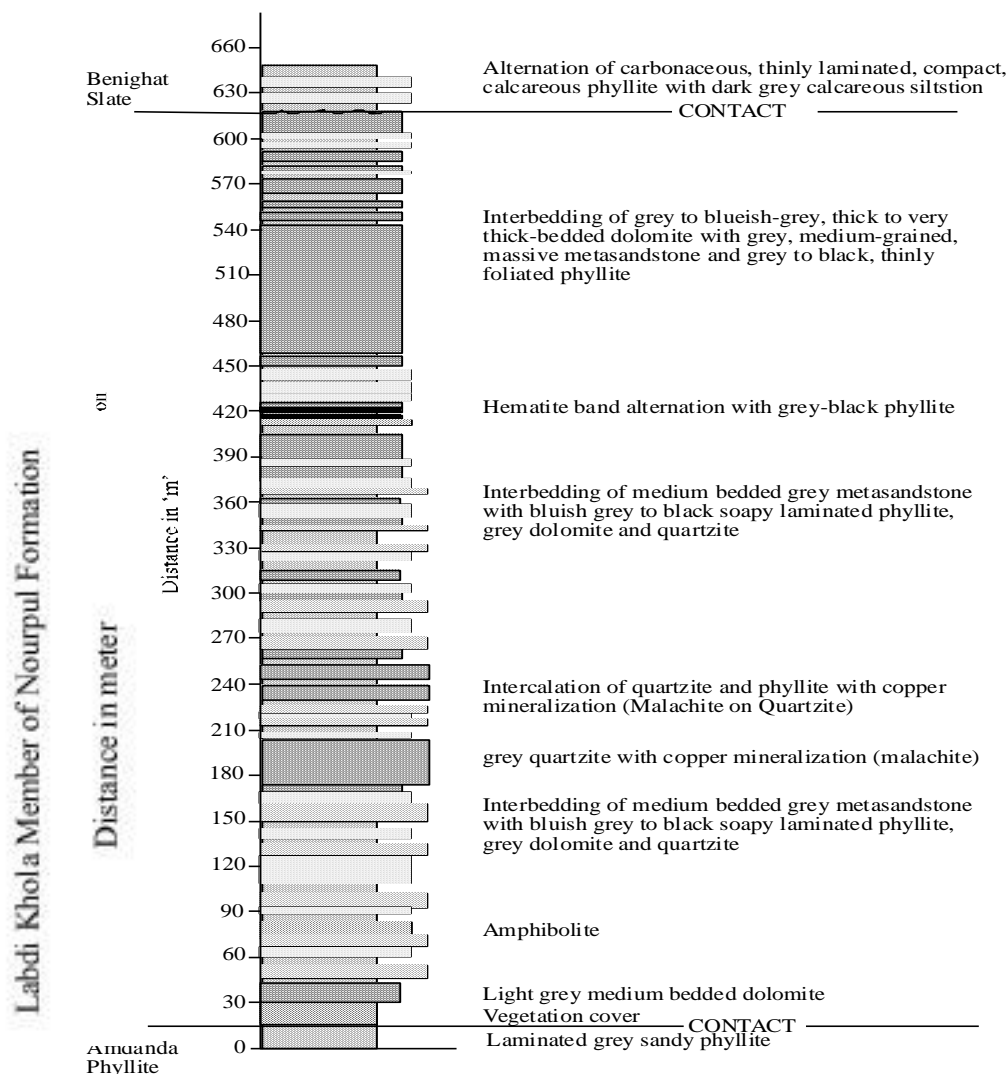 660
630
600
570
540
510
480
450
420
390
360
330
300
270
240
210
180
150
120
90
60
30
0
Benighat
Slate
Labdi Khola Member of Nourpul Formation
Distance in meter
on
Distance in 'm'
Amdanda
Phyllite
Alternation of carbonaceous, thinly laminated, compact,
calcareous phyllite with dark grey calcareous siltstion
CONTACT
Interbedding of grey to blueish-grey, thick to very
thick-bedded dolomite with grey, medium-grained,
massive metasandstone and grey to black, thinly
foliated phyllite
Hematite band alternation with grey-black phyllite
Interbedding of medium bedded grey metasandstone
with bluish grey to black soapy laminated phyllite,
grey dolomite and quartzite
Intercalation of quartzite and phyllite with copper
mineralization (Malachite on Quartzite)
grey quartzite with copper mineralization (malachite)
Interbedding of medium bedded grey metasandstone
with bluish grey to black soapy laminated phyllite,
grey dolomite and quartzite
Amphibolite
Light grey medium bedded dolomite
Vegetation cover
CONTACT
Laminated grey sandy phyllite